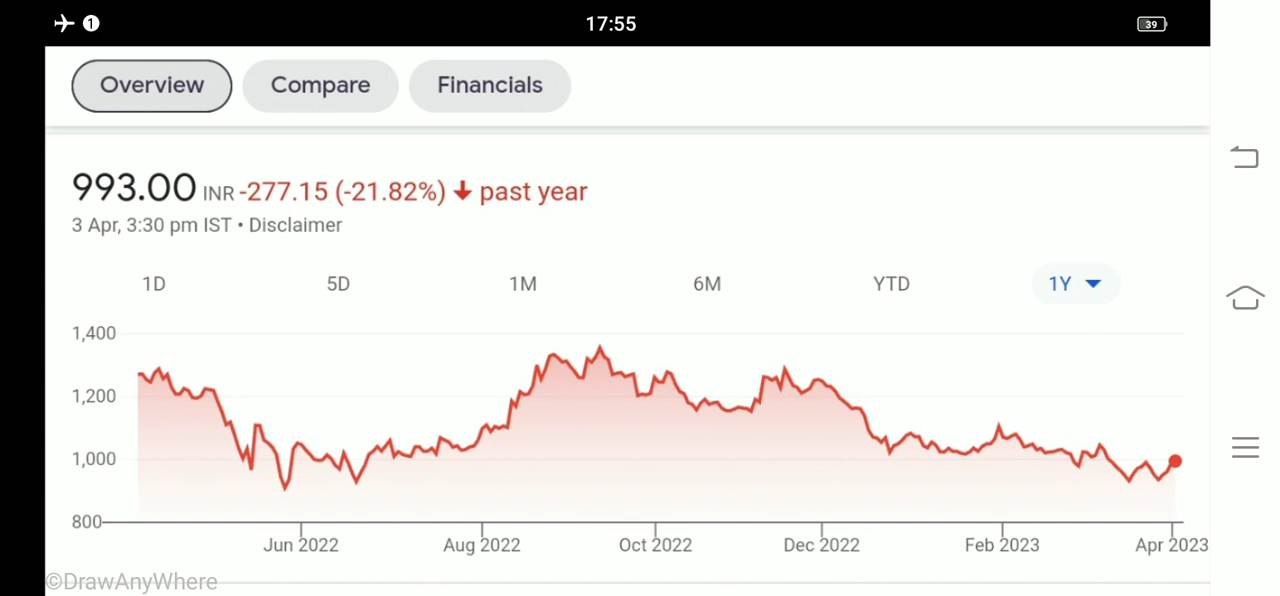 1 17:55 39
Overview Compare Financials
993.00 INR -277.15 (-21.82%) past year
3 Apr, 3:30 pm IST • Disclaimer
1D 5D 1M 6M YTD 1Y
1,400
1,200
1,000
800
Jun 2022 Aug 2022 Oct 2022 Dec 2022 Feb 2023 Apr 2023
©DrawAnyWhere